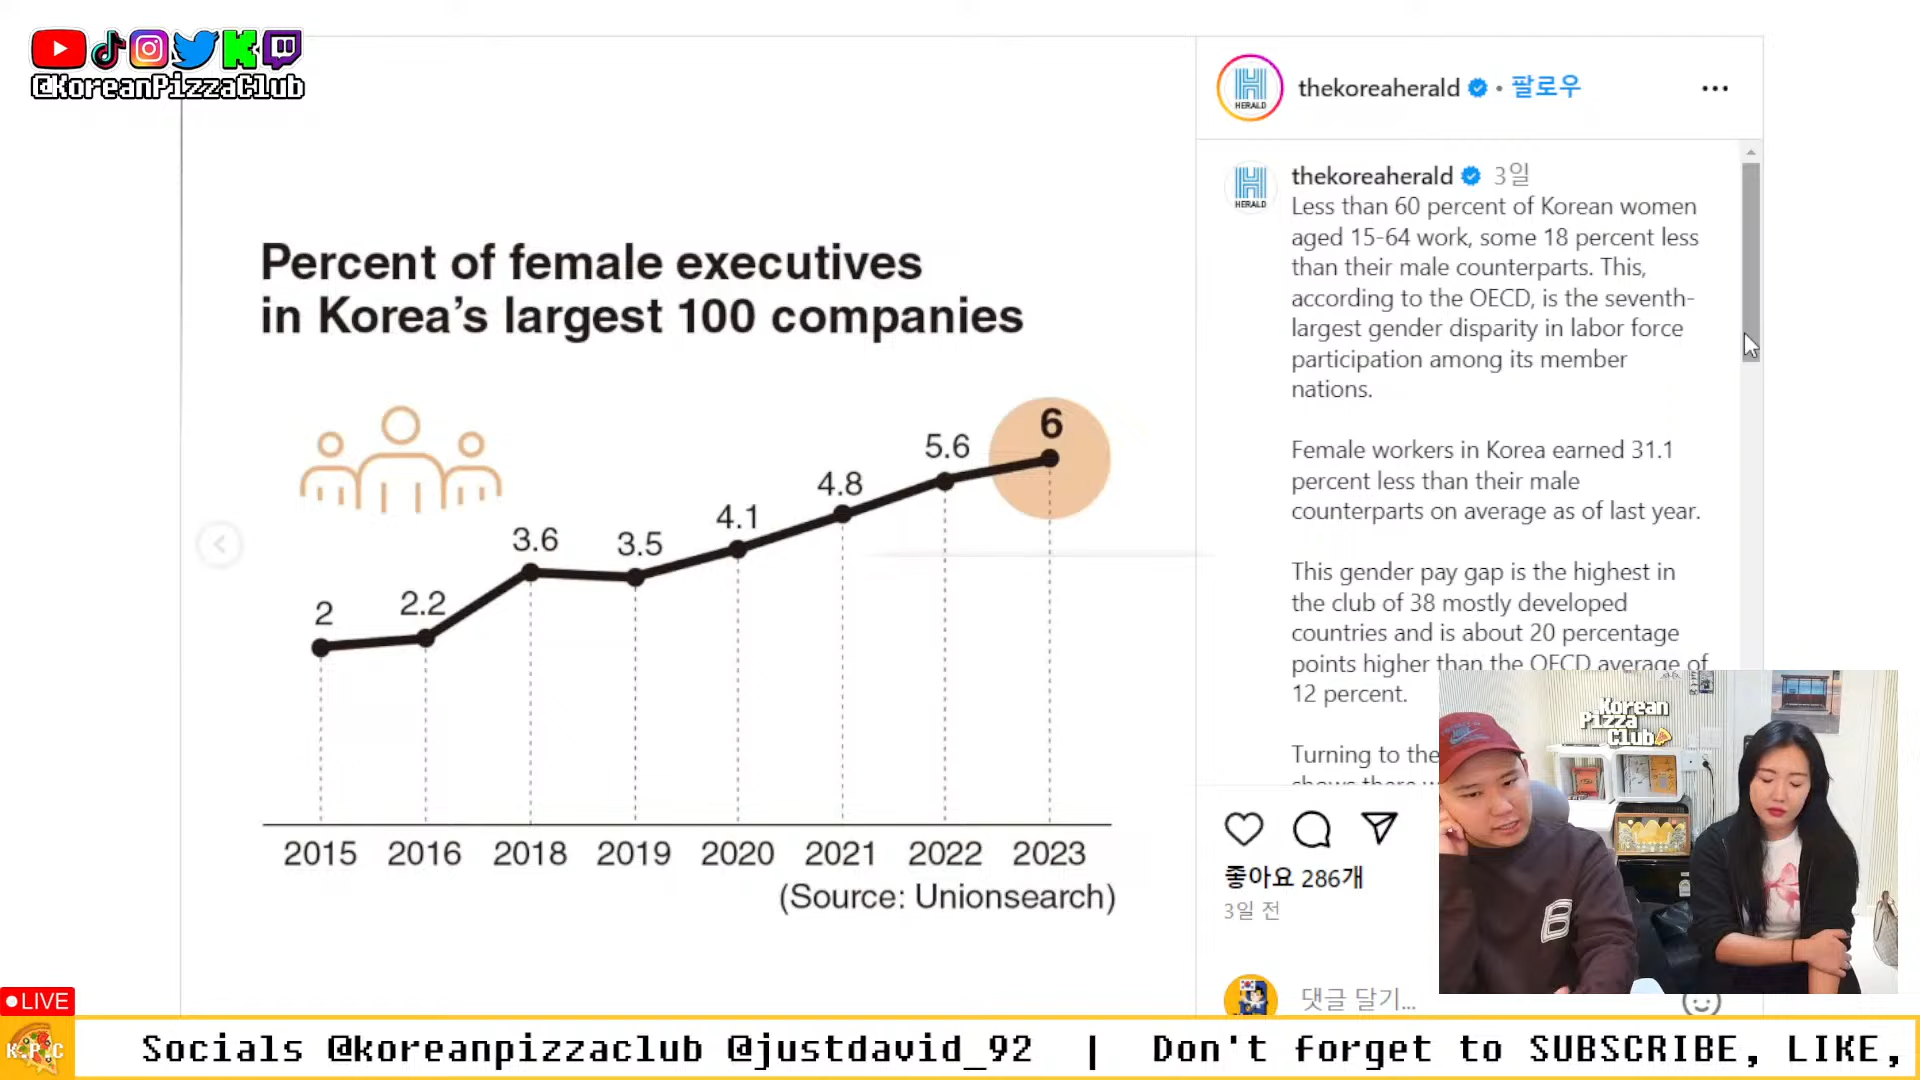 @KoreanPizzaClub
Percent of female executives
in Korea's largest 100 companies
2
2.2
3.6
3.5
4.1
4.8
5.6
6
2015 2016 2018 2019 2020 2021 2022 2023
(Source: Unionsearch)
HERALD
thekoreaherald • 팔로우
HERALD
thekoreaherald 3일
Less than 60 percent of Korean women
aged 15-64 work, some 18 percent less
than their male counterparts. This,
according to the OECD, is the seventh-
largest gender disparity in labor force
participation among its member
nations.
Female workers in Korea earned 31.1
percent less than their male
counterparts on average as of last year.
This gender pay gap is the highest in
the club of 38 mostly developed
countries and is about 20 percentage
points higher than the OECD average of
12 percent.
Turning to the
shows there
좋아요 286개
3일 전
댓글 달기...
Korean
Pizza
Club
LIVE
K.P.C
Socials @koreanpizzaclub @justdavid_92 | Don't forget to SUBSCRIBE, LIKE,